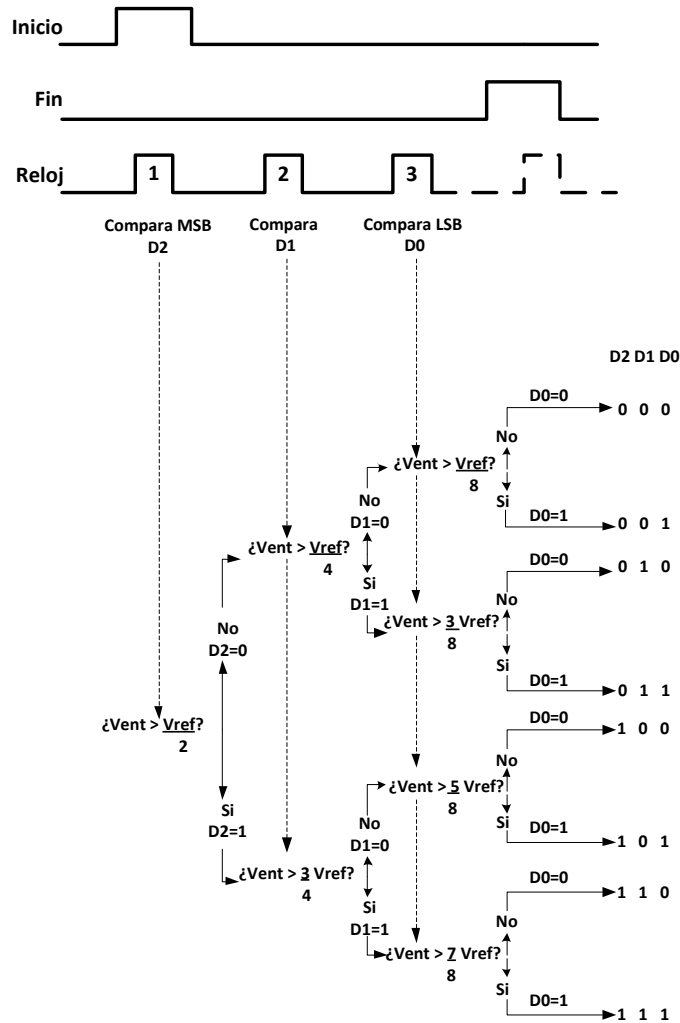 Inicio
Fin
Reloj
1
2
3
Compara MSB
D2
Compara
D1
Compara LSB
D0
D2 D1 D0
D0=0
0 0 0
No
¿Vent > Vref?
8
Si
D0=1
0 0 1
No
D1=0
¿Vent > Vref?
4
D0=0
0 1 0
Si
D1=1
No
¿Vent > 3 Vref?
8
No
D2=0
Si
D0=1
0 1 1
¿Vent > Vref?
2
D0=0
1 0 0
No
¿Vent > 5 Vref?
8
Si
D2=1
No
D1=0
Si
D0=1
1 0 1
¿Vent > 3 Vref?
4
D0=0
1 1 0
Si
D1=1
No
¿Vent > 7 Vref?
8
Si
D0=1
1 1 1